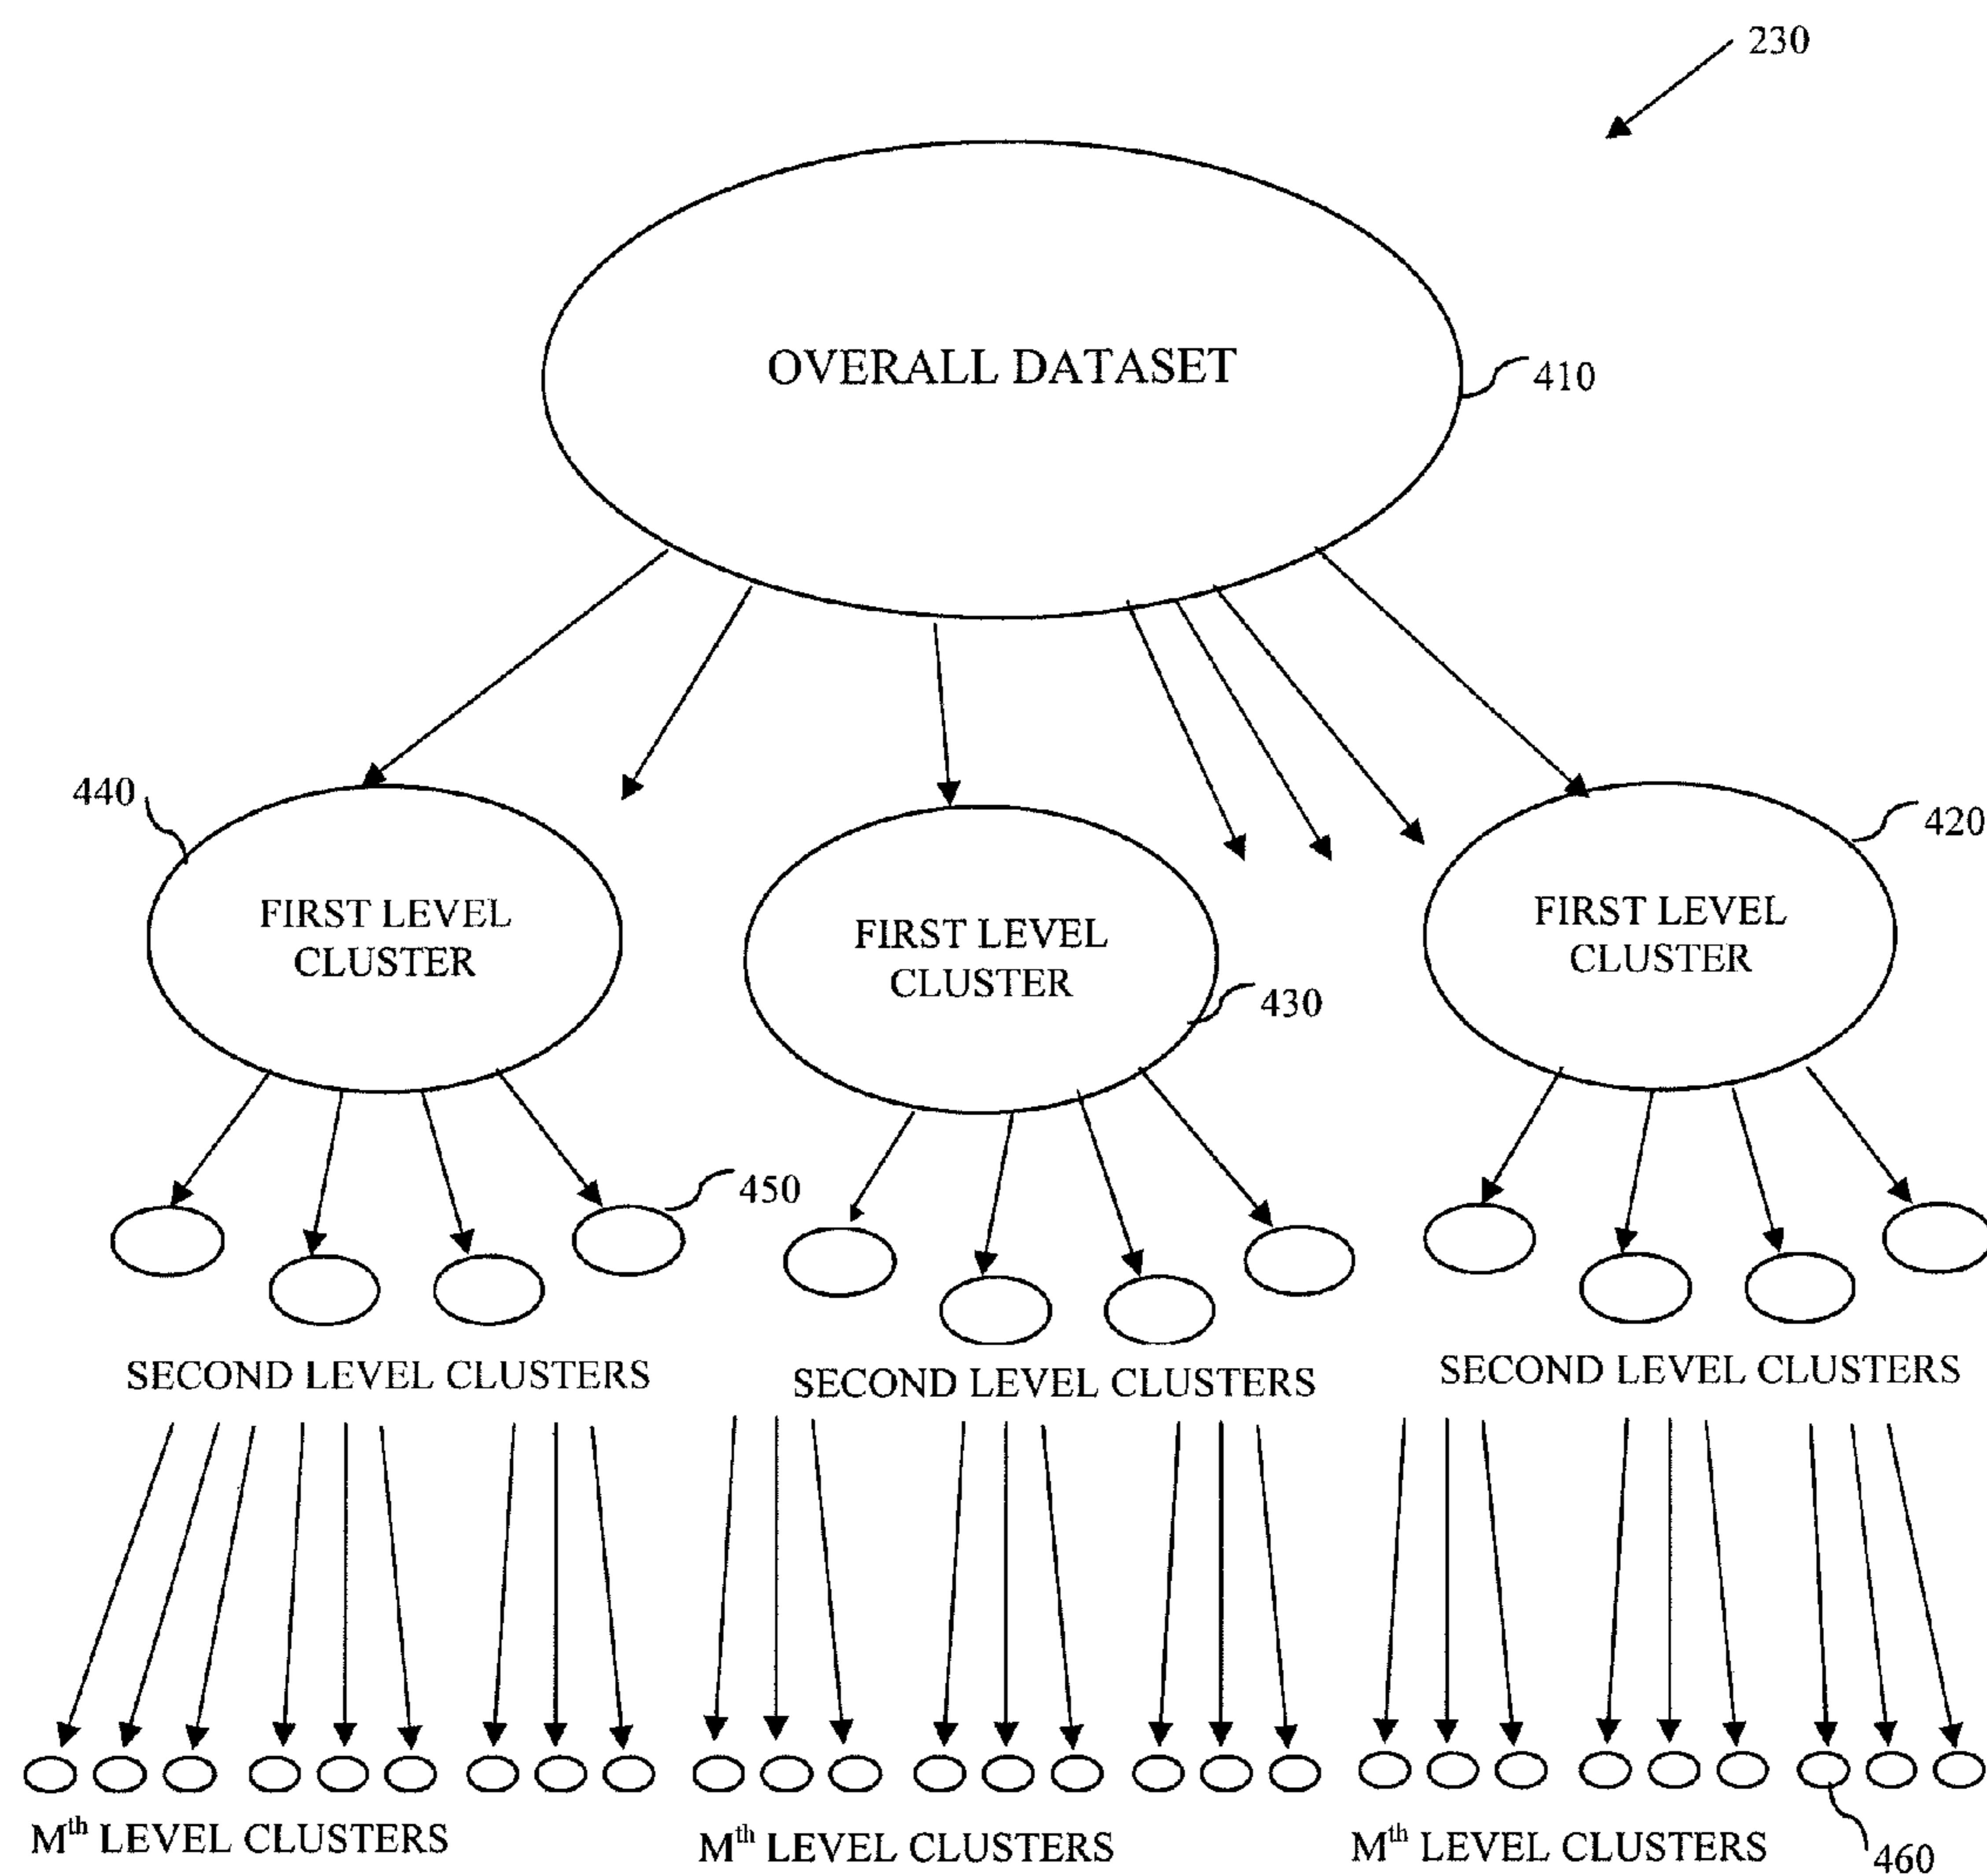 230
OVERALL DATASET
410
440
420
FIRST LEVEL
CLUSTER
FIRST LEVEL
CLUSTER
FIRST LEVEL
CLUSTER
430
450
SECOND LEVEL CLUSTERS
SECOND LEVEL CLUSTERS
SECOND LEVEL CLUSTERS
Mth LEVEL CLUSTERS
Mth LEVEL CLUSTERS
Mth LEVEL CLUSTERS
460